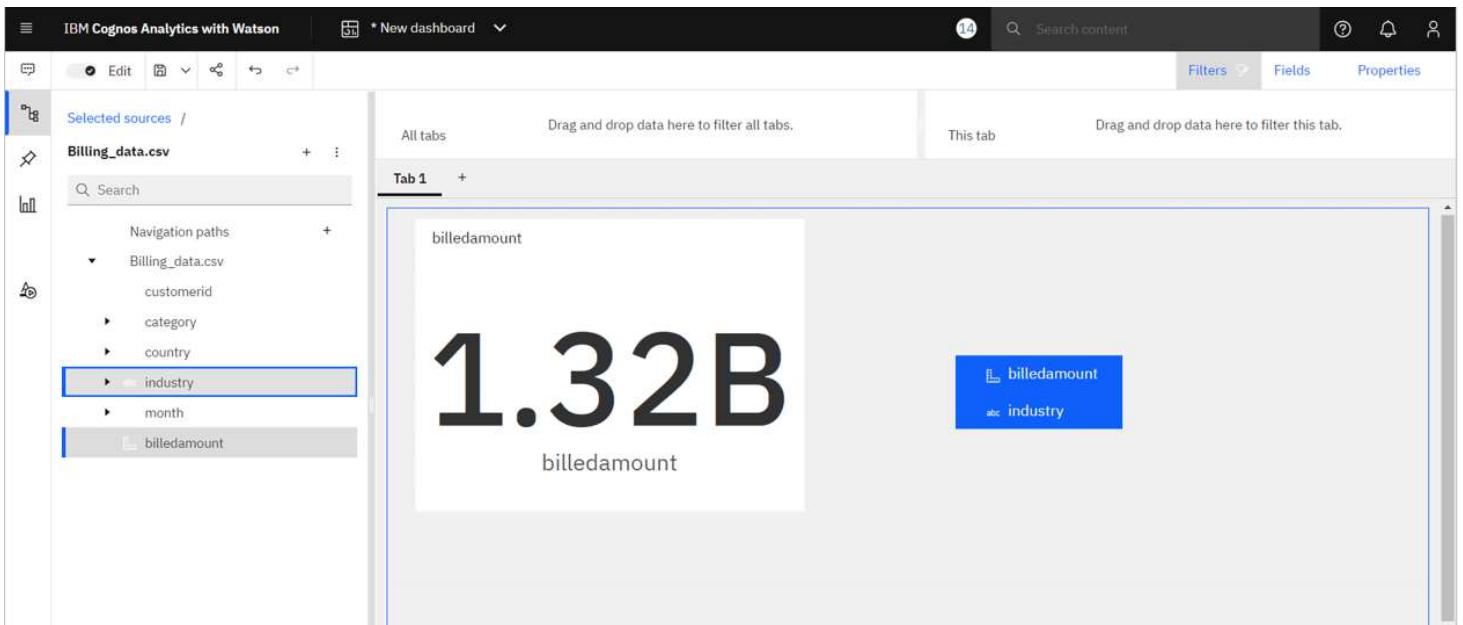 IBM Cognos Analytics with Watson
* New dashboard
14
Search content
Edit
Filters
Fields
Properties
Selected sources /
Billing_data.csv
Search
Navigation paths
Billing_data.csv
customerid
category
country
industry
month
billedamount
All tabs
Drag and drop data here to filter all tabs.
This tab
Drag and drop data here to filter this tab.
Tab 1
billedamount
1.32B
billedamount
billedamount
abc industry